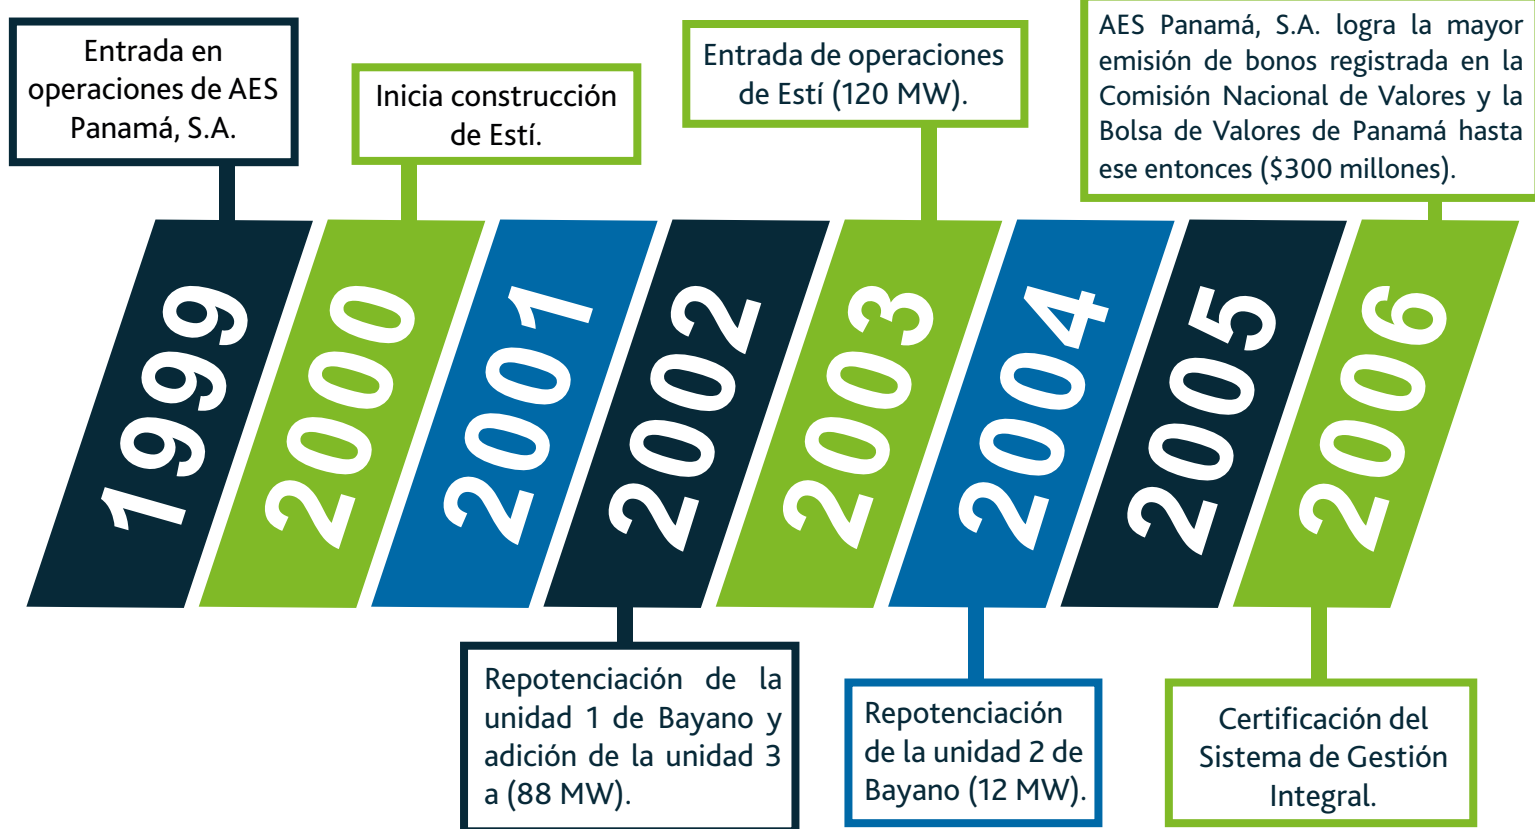 Entrada en
operaciones de AES
Panamá, S.A.
Inicia construcción
de Estí.
Entrada de operaciones
de Estí (120 MW).
AES Panamá, S.A. logra la mayor
emisión de bonos registrada en la
Comisión Nacional de Valores y la
Bolsa de Valores de Panamá hasta
ese entonces ($300 millones).
1999
2000
2001
2002
2003
2004
2005
2006
Repotenciación de la
unidad 1 de Bayano y
adición de la unidad 3
a (88 MW).
Repotenciación
de la unidad 2 de
Bayano (12 MW).
Certificación del
Sistema de Gestión
Integral.